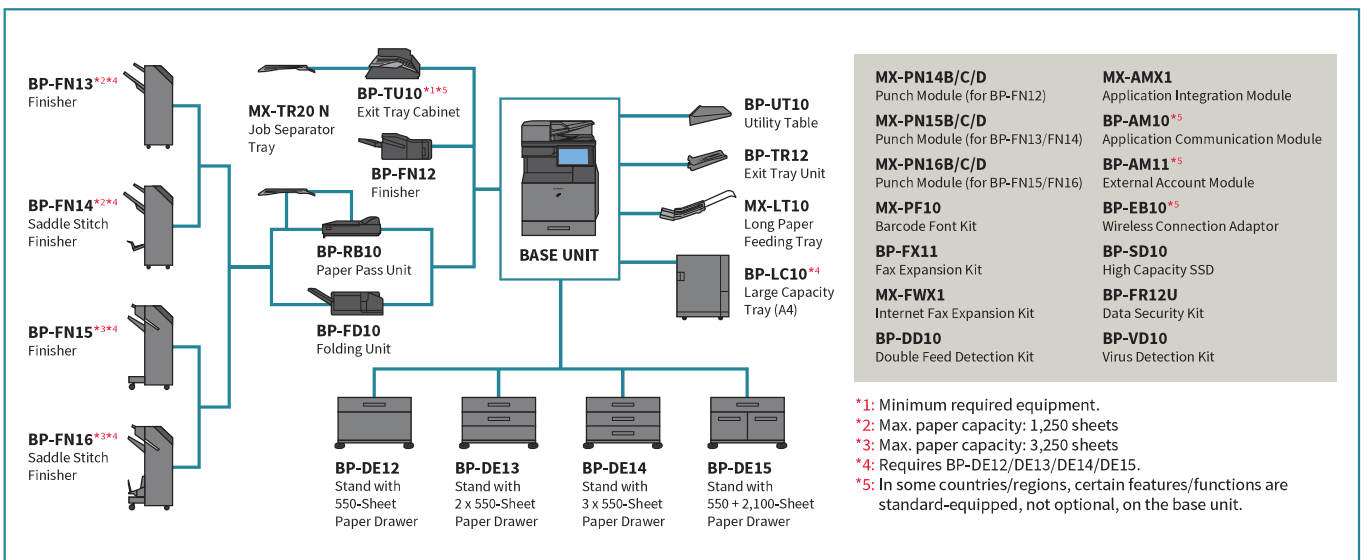 BP-FN13*2*4
Finisher
BP-FN14*2*4
Saddle Stitch
Finisher
BP-FN15*3*4
Finisher
BP-FN16*3*4
Saddle Stitch
Finisher
MX-TR20 N
Job Separator
Tray
BP-TU10*1*5
Exit Tray Cabinet
BP-FN12
Finisher
BP-RB10
Paper Pass Unit
BP-FD10
Folding Unit
BASE UNIT
BP-UT10
Utility Table
BP-TR12
Exit Tray Unit
MX-LT10
Long Paper
Feeding Tray
BP-LC10*4
Large Capacity
Tray (A4)
BP-DE12
Stand with
550-Sheet
Paper Drawer
BP-DE13
Stand with
2 x 550-Sheet
Paper Drawer
BP-DE14
Stand with
3 x 550-Sheet
Paper Drawer
BP-DE15
Stand with
550 + 2,100-Sheet
Paper Drawer
MX-PN14B/C/D
Punch Module (for BP-FN12)
MX-PN15B/C/D
Punch Module (for BP-FN13/FN14)
MX-PN16B/C/D
Punch Module (for BP-FN15/FN16)
MX-PF10
Barcode Font Kit
BP-FX11
Fax Expansion Kit
MX-FWX1
Internet Fax Expansion Kit
BP-DD10
Double Feed Detection Kit
MX-AMX1
Application Integration Module
BP-AM10*5
Application Communication Module
BP-AM11*5
External Account Module
BP-EB10*5
Wireless Connection Adaptor
BP-SD10
High Capacity SSD
BP-FR12U
Data Security Kit
BP-VD10
Virus Detection Kit
*1: Minimum required equipment.
*2: Max. paper capacity: 1,250 sheets
*3: Max. paper capacity: 3,250 sheets
*4: Requires BP-DE12/DE13/DE14/DE15.
*5: In some countries/regions, certain features/functions are
standard-equipped, not optional, on the base unit.